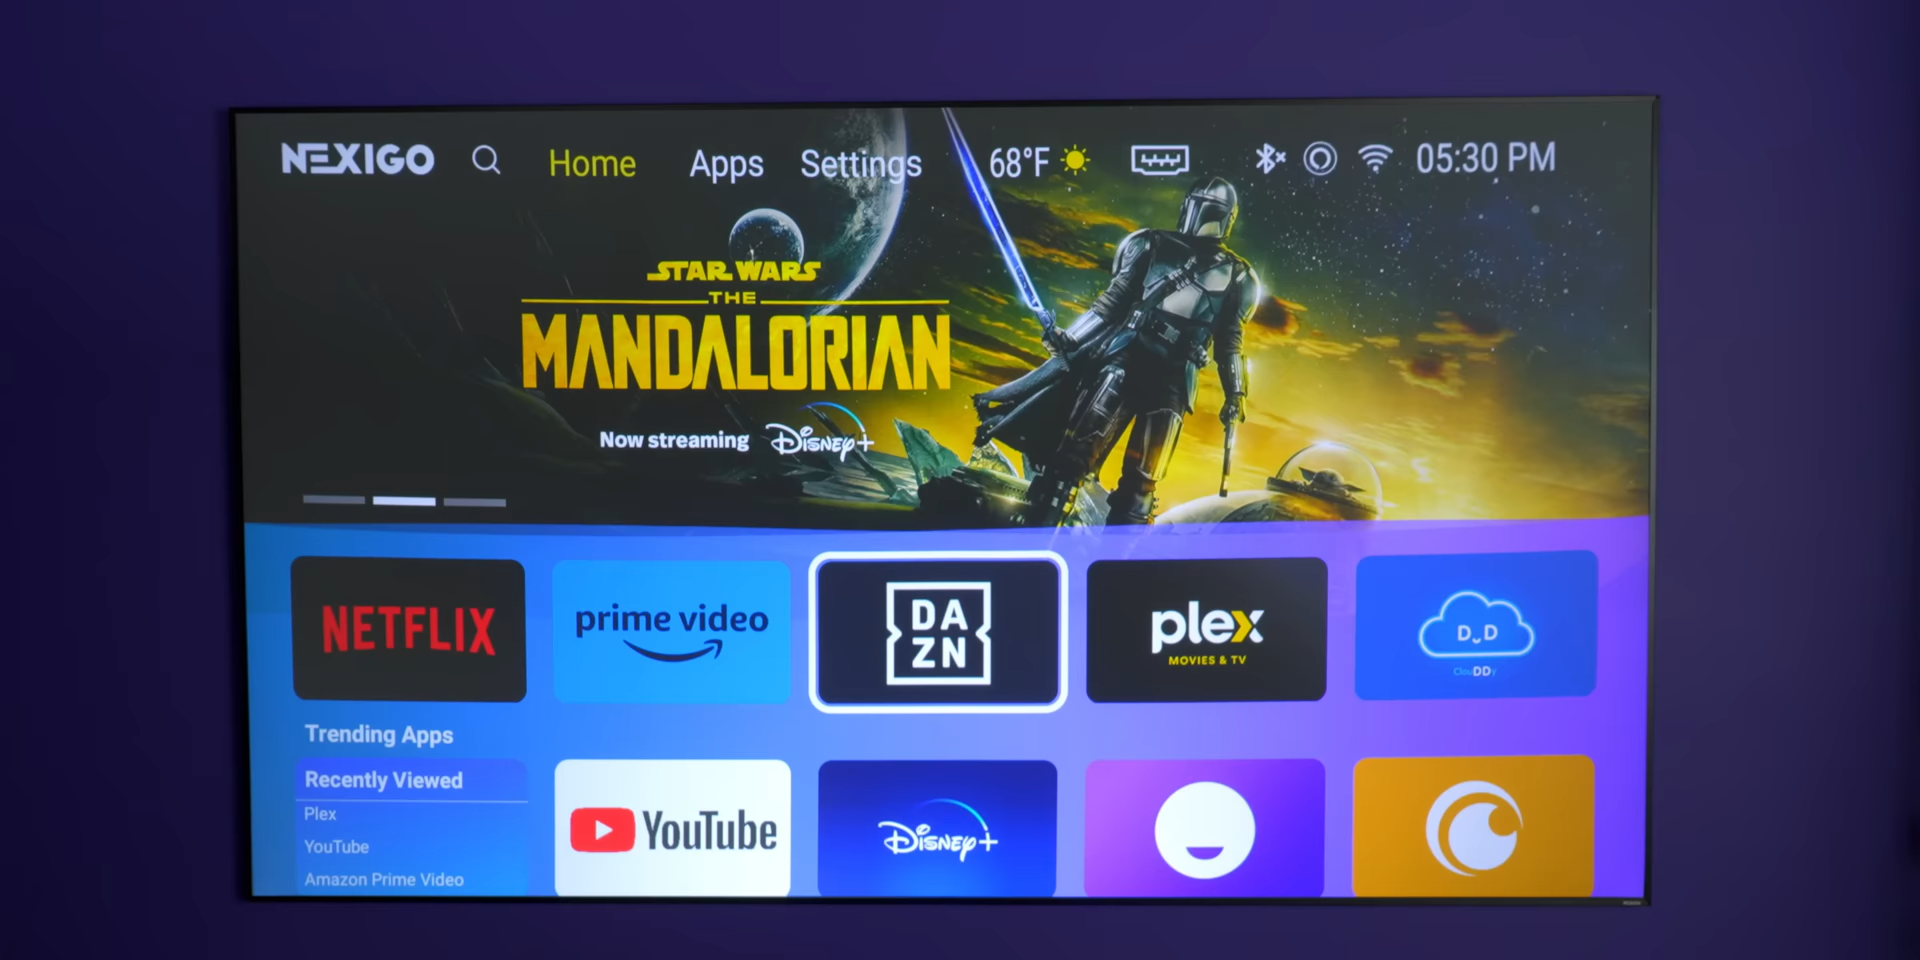 NEXIGO Home Apps Settings 68°F 05:30 PM
STAR WARS
THE
MANDALORIAN
Now streaming Disney+
NETFLIX
prime video
DA
ZN
plex
MOVIES & TV
D D
ClouDDy
Trending Apps
Recently Viewed
Plex
YouTube
Amazon Prime Video
YouTube
Disney+